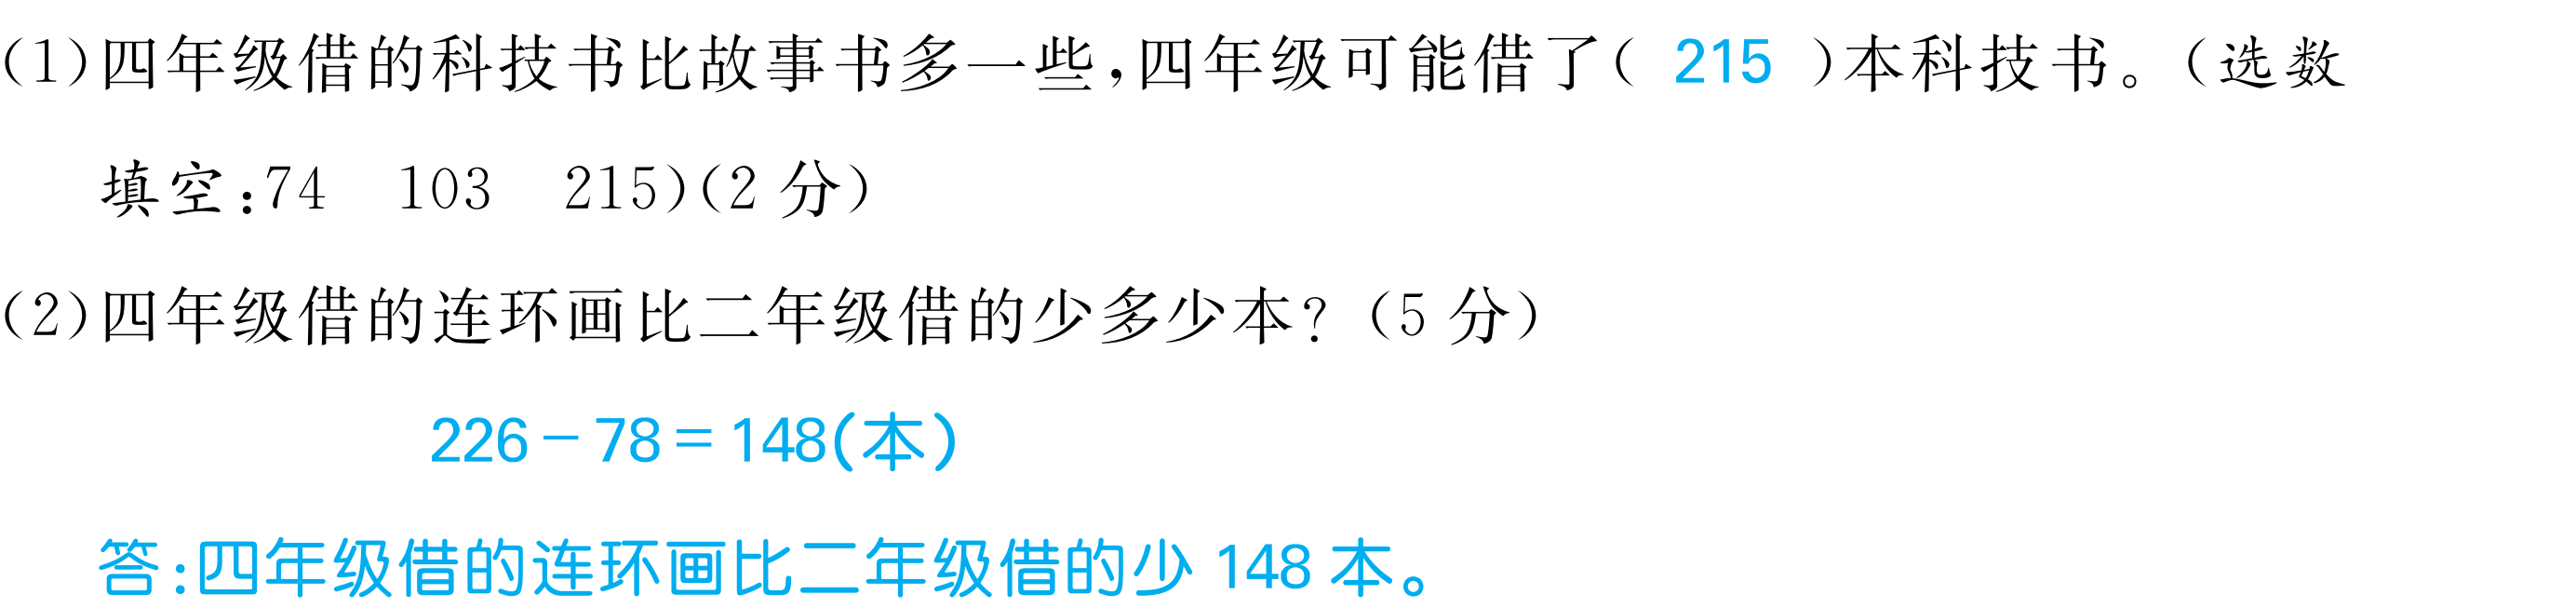 (1)四年级借的科技书比故事书多一些,四年级可能借了( 215 )本科技书。(选数
填空:74 103 215)(2 分)
(2)四年级借的连环画比二年级借的少多少本?(5 分)
226-78=148(本)
答:四年级借的连环画比二年级借的少 148 本。